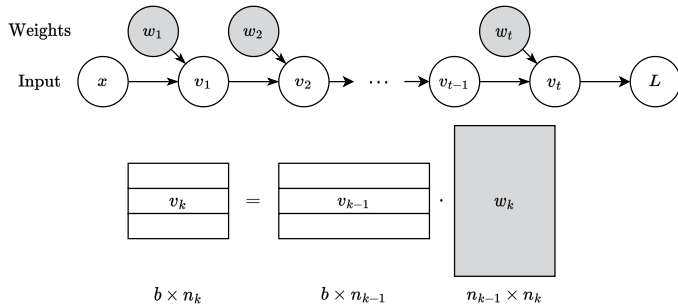 Weights w₁ w₂ wₜ
Input x v₁ v₂ ⋯ vₜ₋₁ vₜ L
vₖ = vₖ₋₁ · wₖ
b × nₖ b × nₖ₋₁ nₖ₋₁ × nₖ